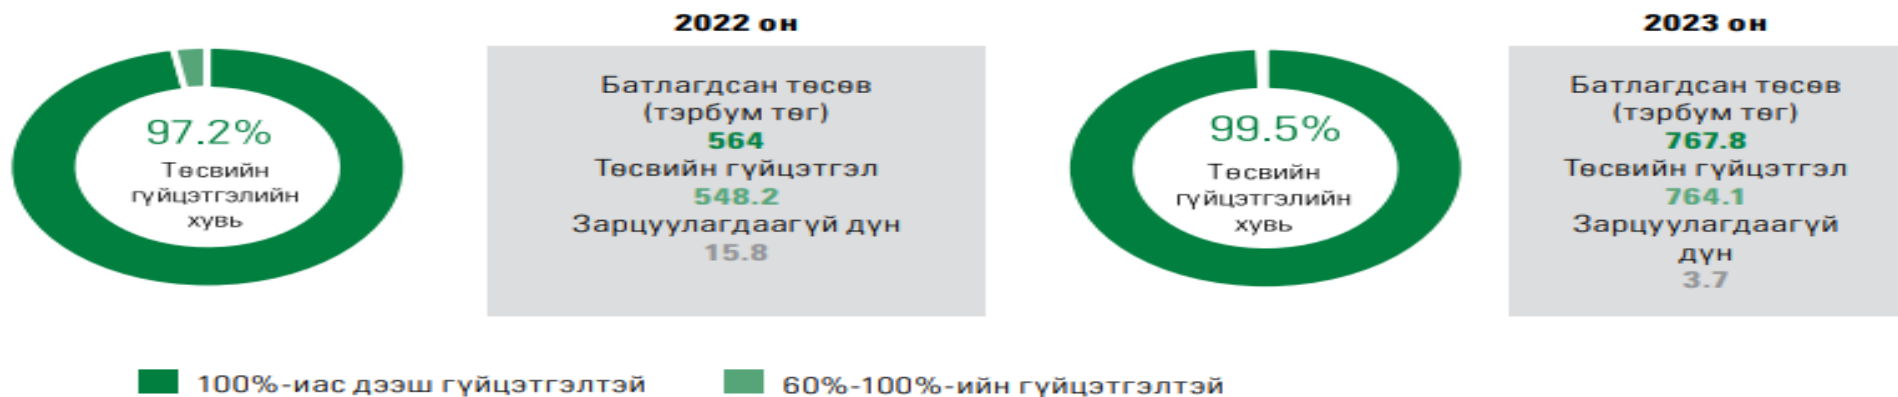 2022 он
97.2%
Төсвийн
гүйцэтгэлийн
хувь
Батлагдсан төсөв
(тэрбум төг)
564
Төсвийн гүйцэтгэл
548.2
Зарцуулагдаагүй дүн
15.8
2023 он
99.5%
Төсвийн
гүйцэтгэлийн
хувь
Батлагдсан төсөв
(тэрбум төг)
767.8
Төсвийн гүйцэтгэл
764.1
Зарцуулагдаагүй
дүн
3.7
100%-иас дээш гүйцэтгэлтэй
60%-100%-ийн гүйцэтгэлтэй